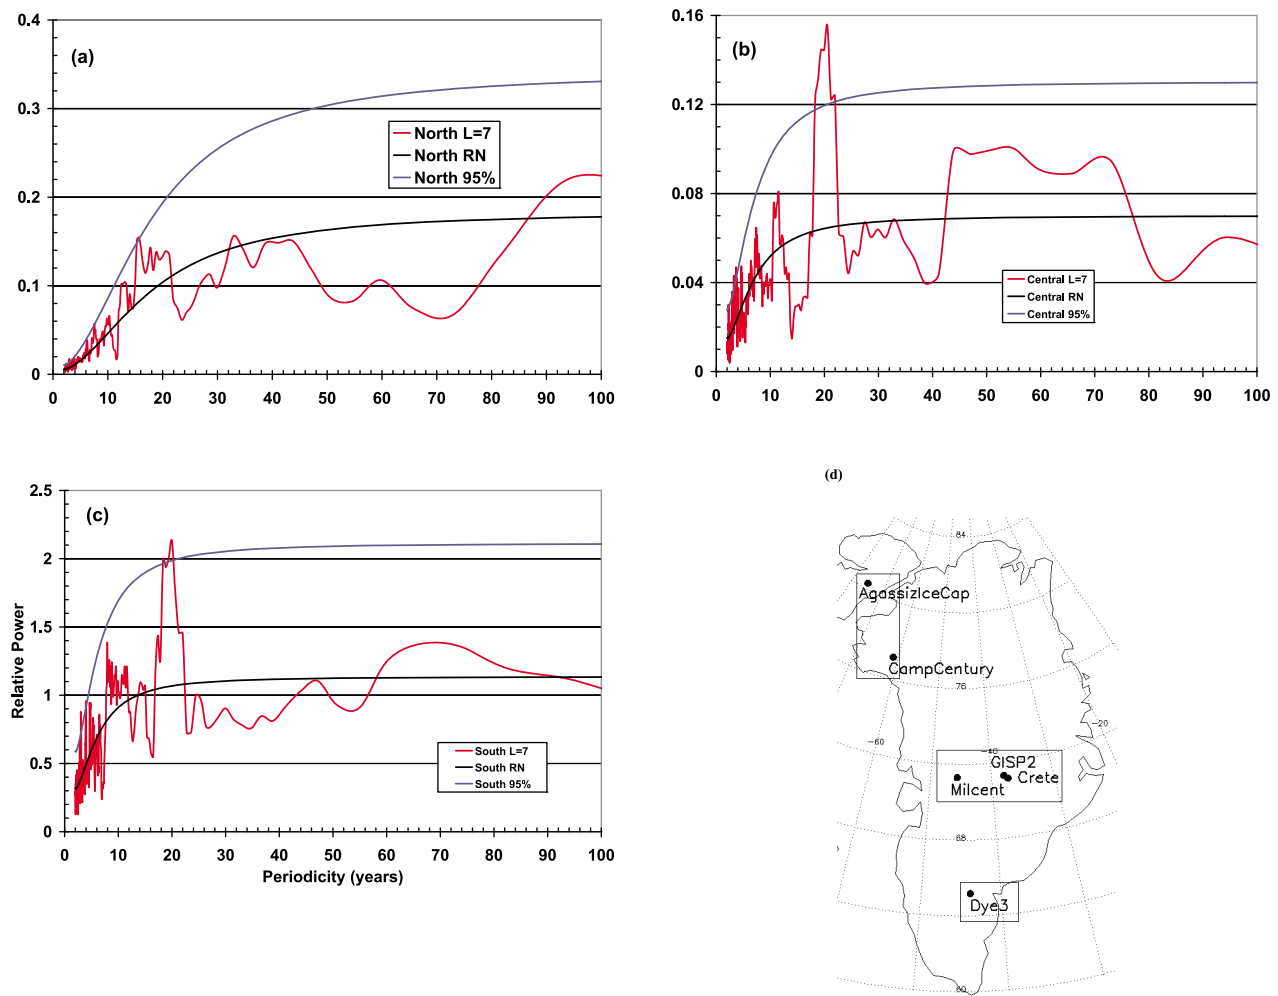 0.4
0.3
0.2
0.1
0
(a)
North L=7
North RN
North 95%
0 10 20 30 40 50 60 70 80 90 100
0.16
0.12
0.08
0.04
0
(b)
Central L=7
Central RN
Central 95%
0 10 20 30 40 50 60 70 80 90 100
2.5
2
1.5
1
0.5
0
Relative Power
(c)
South L=7
South RN
South 95%
0 10 20 30 40 50 60 70 80 90 100
Periodicity (years)
(d)
84
AgassizIceCap
CampCentury
76
-20
-60
-40
GISP2
Crete
Milcent
68
Dye3
60